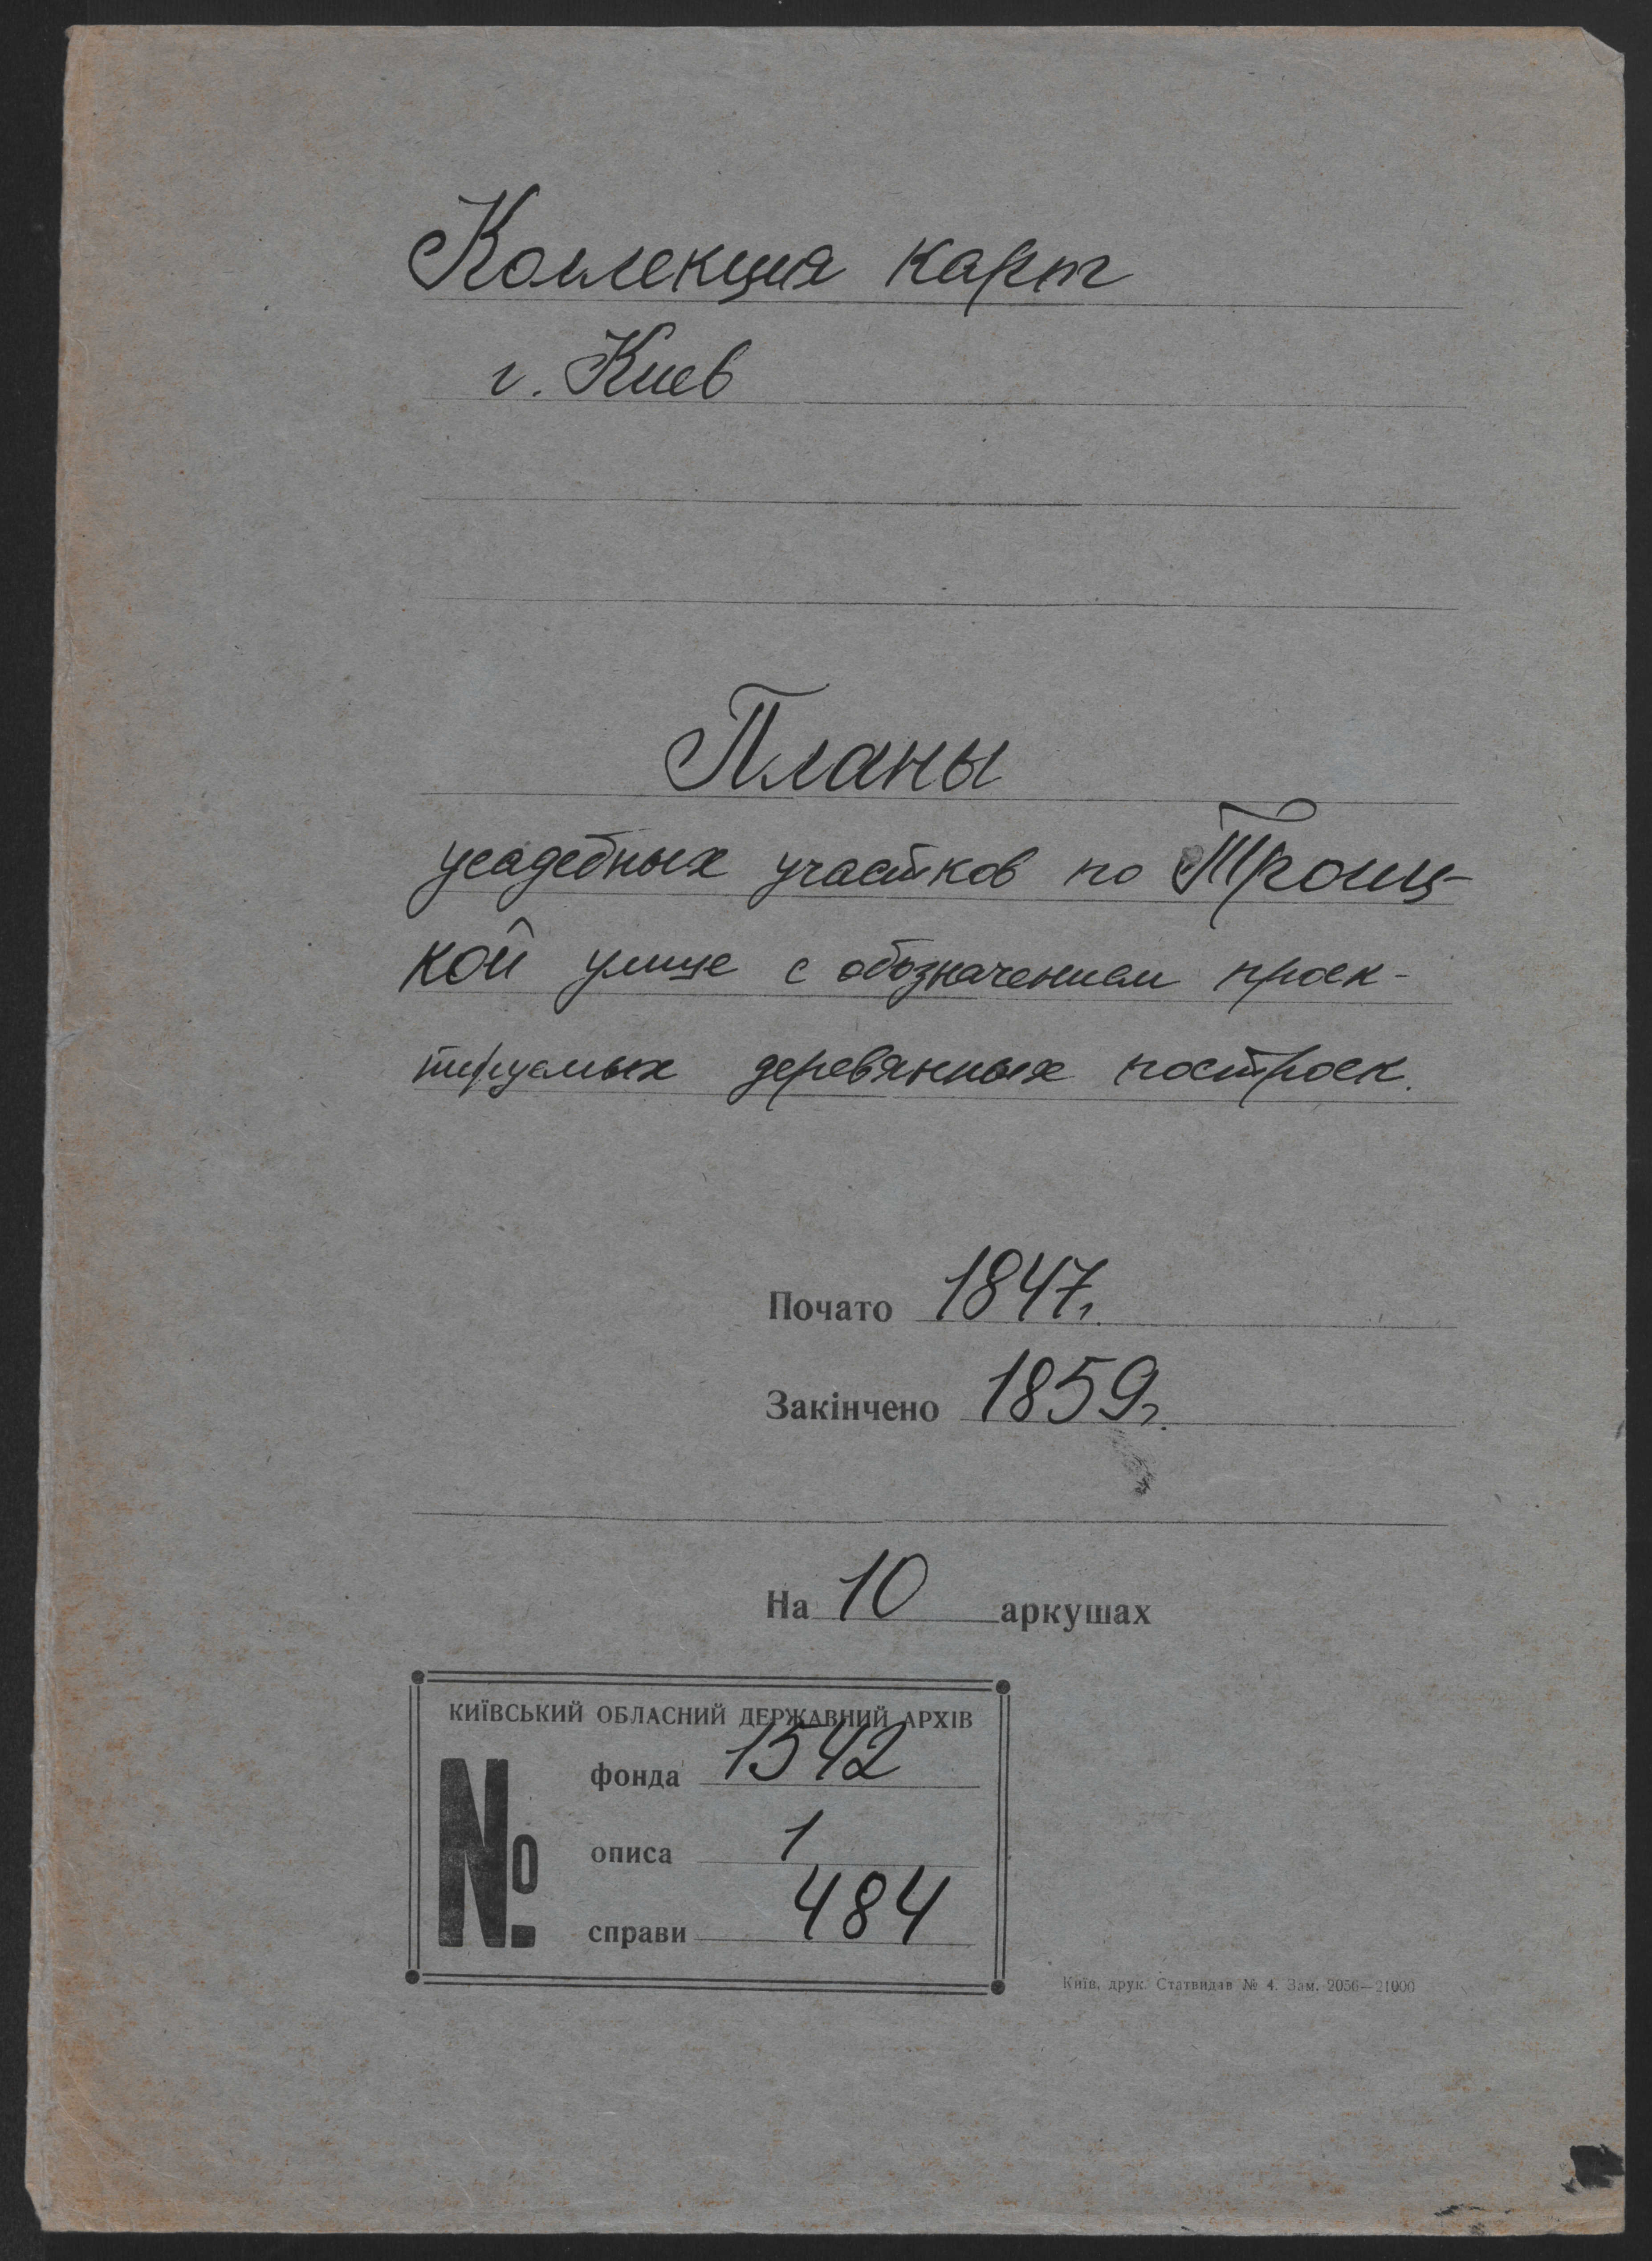 Коллекция карт
г. Киев
Планы
усадебных участков по Троиц-
кой улице с обозначением проек-
тируемых деревянных построек.
Почато 1847г.
Закінчено 1859г.
На 10 аркушах
КИЇВСЬКИЙ ОБЛАСНИЙ ДЕРЖАВНИЙ АРХІВ
№
фонда 1542
описа 1
справи 484
Київ, друк. Статвидав № 4. Зам. 2056—21000